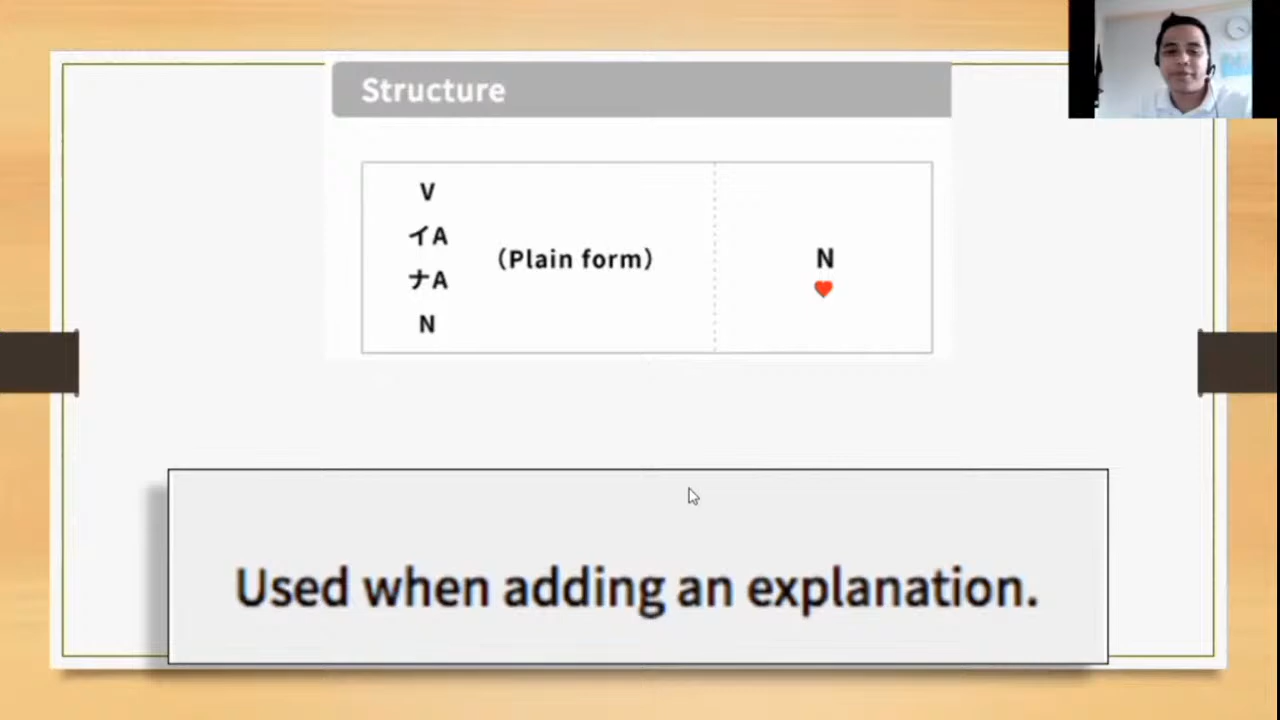 Structure
V
イA
ナA
N
(Plain form)
N
Used when adding an explanation.